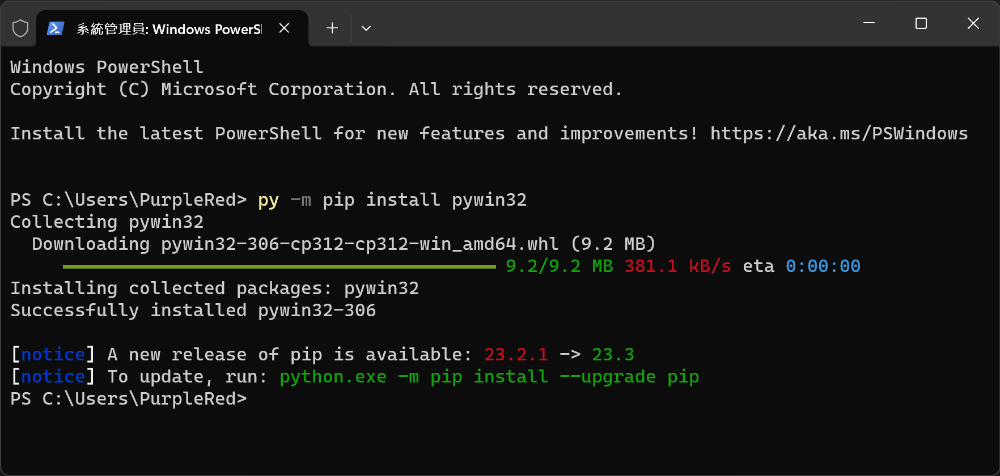 系統管理員: Windows PowerS
Windows PowerShell
Copyright (C) Microsoft Corporation. All rights reserved.
Install the latest PowerShell for new features and improvements! https://aka.ms/PSWindows
PS C:\Users\PurpleRed> py -m pip install pywin32
Collecting pywin32
  Downloading pywin32-306-cp312-cp312-win_amd64.whl (9.2 MB)
9.2/9.2 MB 381.1 kB/s eta 0:00:00
Installing collected packages: pywin32
Successfully installed pywin32-306
[notice] A new release of pip is available: 23.2.1 -> 23.3
[notice] To update, run: python.exe -m pip install --upgrade pip
PS C:\Users\PurpleRed>